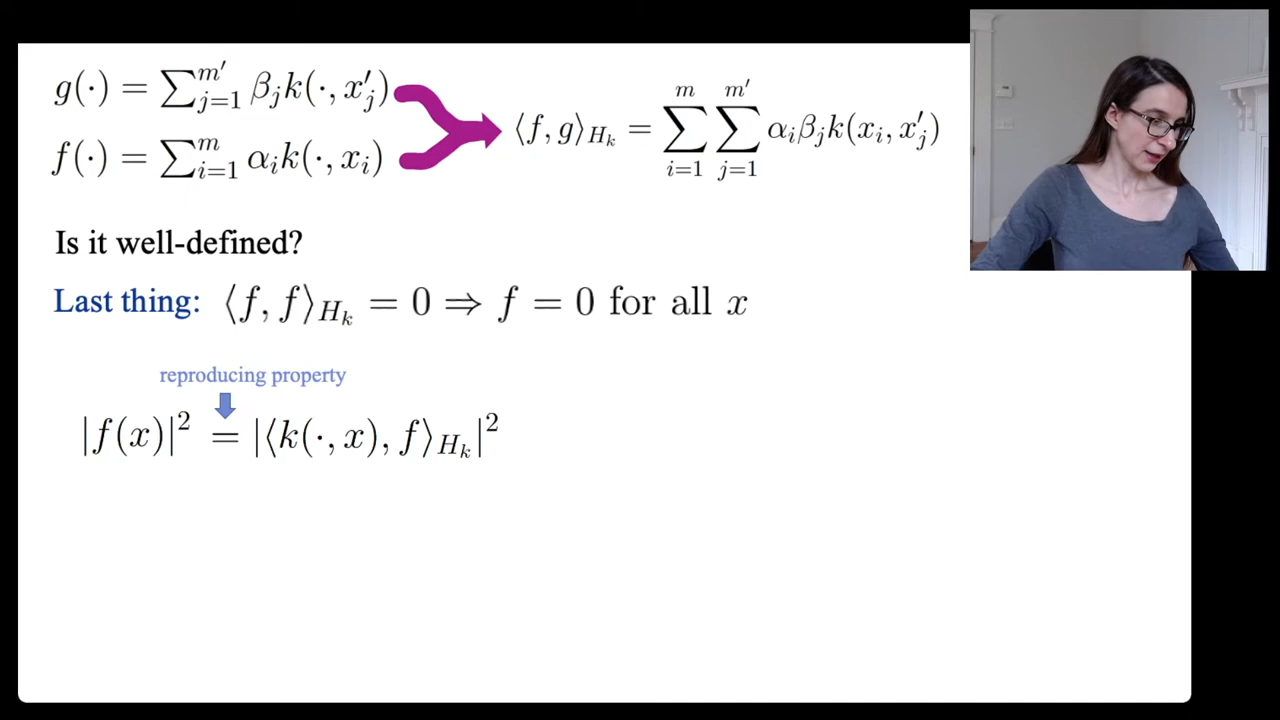 g(·) = ∑_{j=1}^{m′} β_j k(·, x′_j)
f(·) = ∑_{i=1}^{m} α_i k(·, x_i)
⟨f, g⟩_{H_k} = ∑_{i=1}^{m} ∑_{j=1}^{m′} α_i β_j k(x_i, x′_j)
Is it well-defined?
Last thing: ⟨f, f⟩_{H_k} = 0 ⇒ f = 0 for all x
reproducing property
|f(x)|² = |⟨k(·, x), f⟩_{H_k}|²